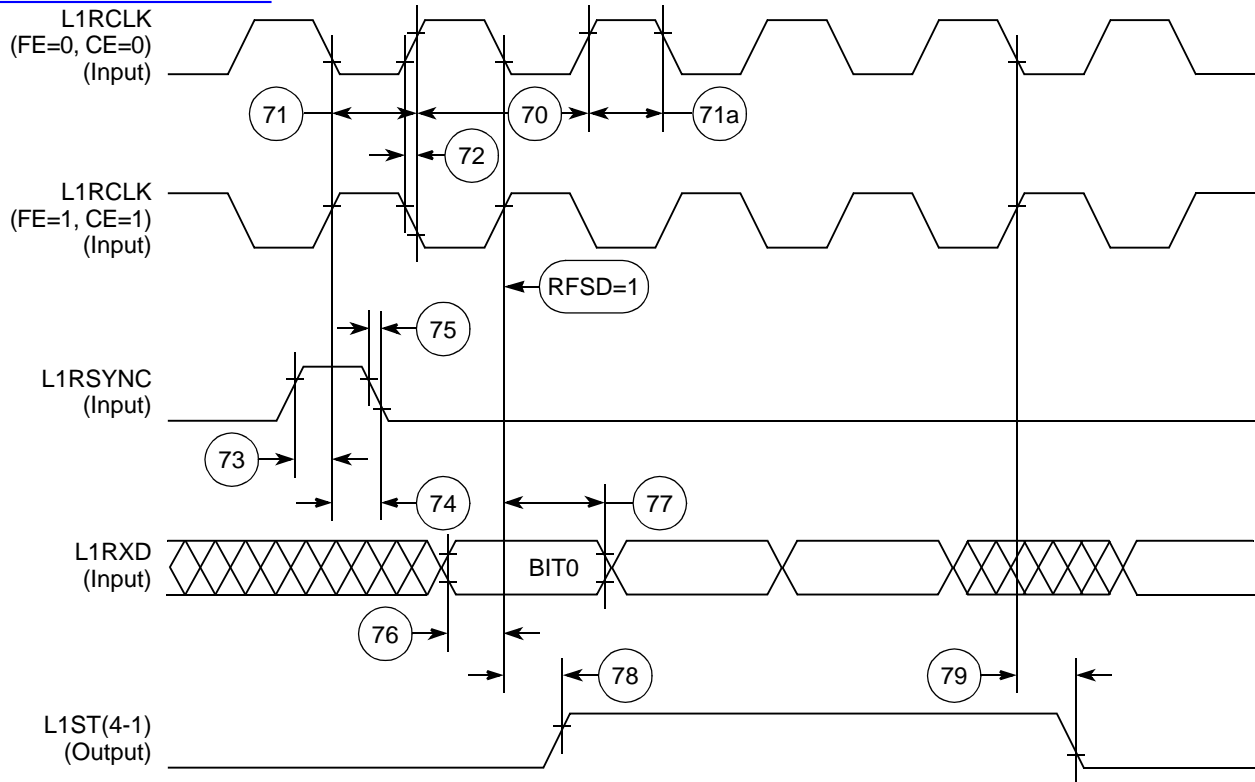 L1RCLK
(FE=0, CE=0)
(Input)
71
70
71a
72
L1RCLK
(FE=1, CE=1)
(Input)
RFSD=1
75
L1RSYNC
(Input)
73
74
77
L1RXD
(Input)
BIT0
76
78
79
L1ST(4-1)
(Output)